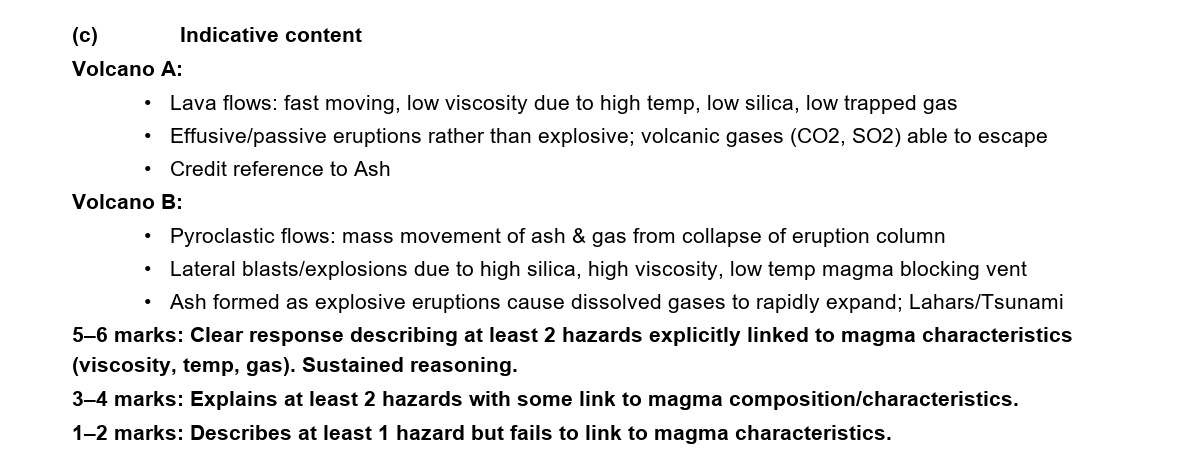 (c) Indicative content
Volcano A:
• Lava flows: fast moving, low viscosity due to high temp, low silica, low trapped gas
• Effusive/passive eruptions rather than explosive; volcanic gases (CO2, SO2) able to escape
• Credit reference to Ash
Volcano B:
• Pyroclastic flows: mass movement of ash & gas from collapse of eruption column
• Lateral blasts/explosions due to high silica, high viscosity, low temp magma blocking vent
• Ash formed as explosive eruptions cause dissolved gases to rapidly expand; Lahars/Tsunami
5–6 marks: Clear response describing at least 2 hazards explicitly linked to magma characteristics
(viscosity, temp, gas). Sustained reasoning.
3–4 marks: Explains at least 2 hazards with some link to magma composition/characteristics.
1–2 marks: Describes at least 1 hazard but fails to link to magma characteristics.